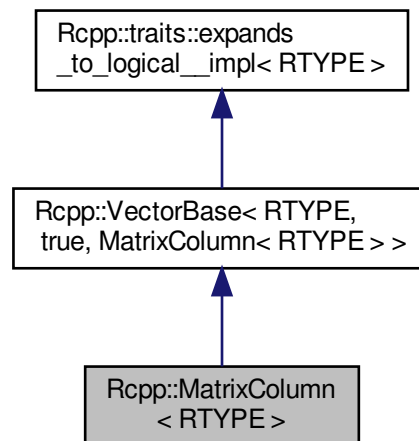 Rcpp::traits::expands
_to_logical__impl< RTYPE >
Rcpp::VectorBase< RTYPE,
true, MatrixColumn< RTYPE > >
Rcpp::MatrixColumn
< RTYPE >